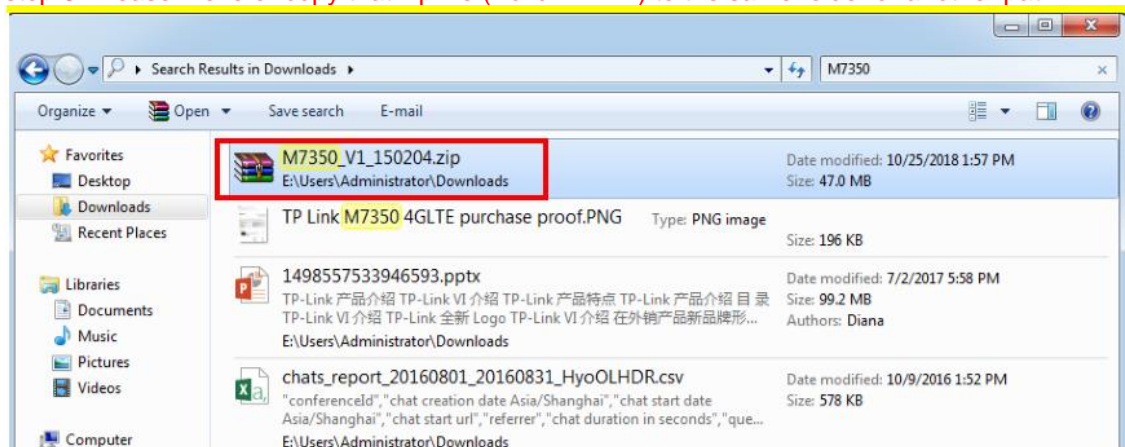 Search Results in Downloads
M7350
Organize
Open
Save search
E-mail
Favorites
Desktop
Downloads
Recent Places
Libraries
Documents
Music
Pictures
Videos
Computer
M7350_V1_150204.zip
E:\Users\Administrator\Downloads
Date modified: 10/25/2018 1:57 PM
Size: 47.0 MB
TP Link M7350 4GLTE purchase proof.PNG
Type: PNG image
Size: 196 KB
1498557533946593.pptx
TP-Link 产品介绍 TP-Link VI 介绍 TP-Link 产品特点 TP-Link 产品介绍 目 录
TP-Link VI 介绍 TP-Link 全新 Logo TP-Link VI 介绍 在外销产品新品牌形...
E:\Users\Administrator\Downloads
Date modified: 7/2/2017 5:58 PM
Size: 99.2 MB
Authors: Diana
chats_report_20160801_20160831_HyoOLHDR.csv
"conferenceId","chat creation date Asia/Shanghai","chat start date
Asia/Shanghai","chat start url","referrer","chat duration in seconds","que...
E:\Users\Administrator\Downloads
Date modified: 10/9/2016 1:52 PM
Size: 578 KB